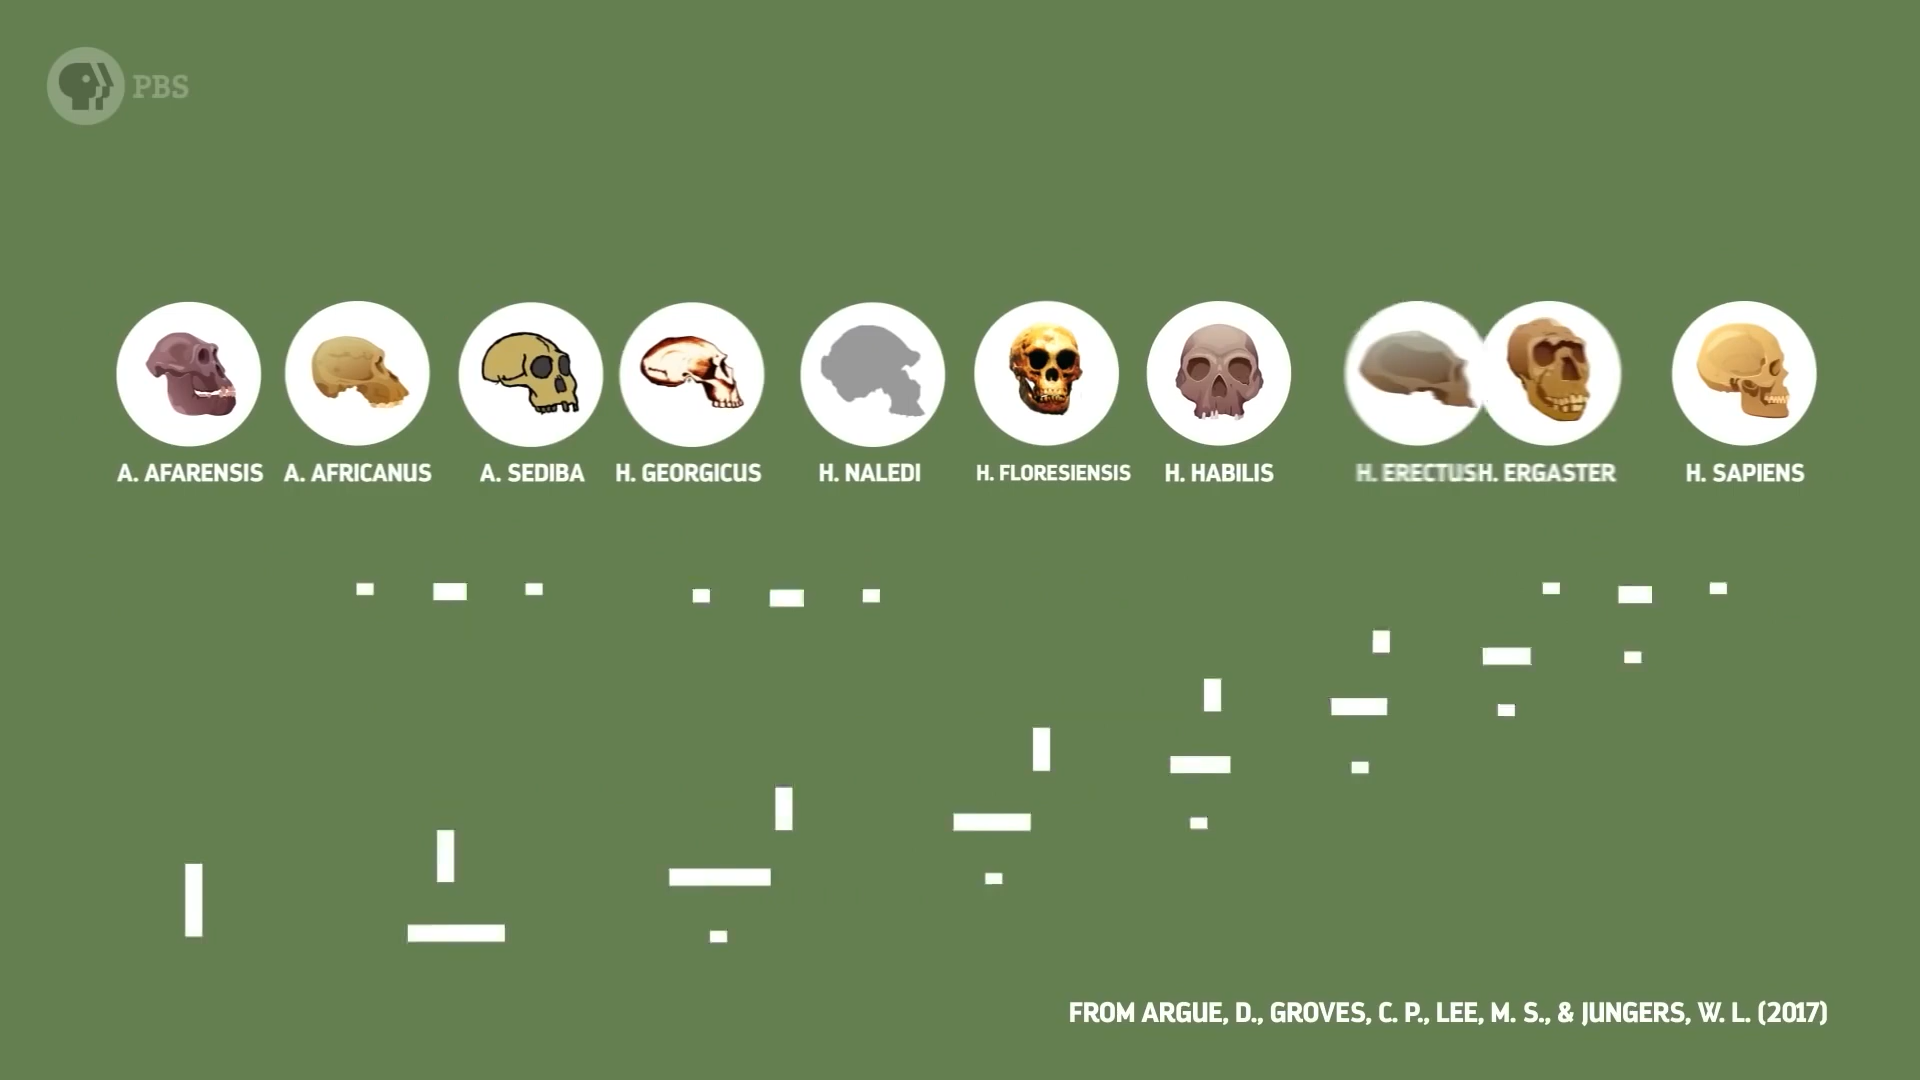 PBS
A. AFARENSIS A. AFRICANUS A. SEDIBA H. GEORGICUS H. NALEDI H. FLORESIENSIS H. HABILIS H. ERECTUS H. ERGASTER H. SAPIENS
FROM ARGUE, D., GROVES, C. P., LEE, M. S., & JUNGERS, W. L. (2017)